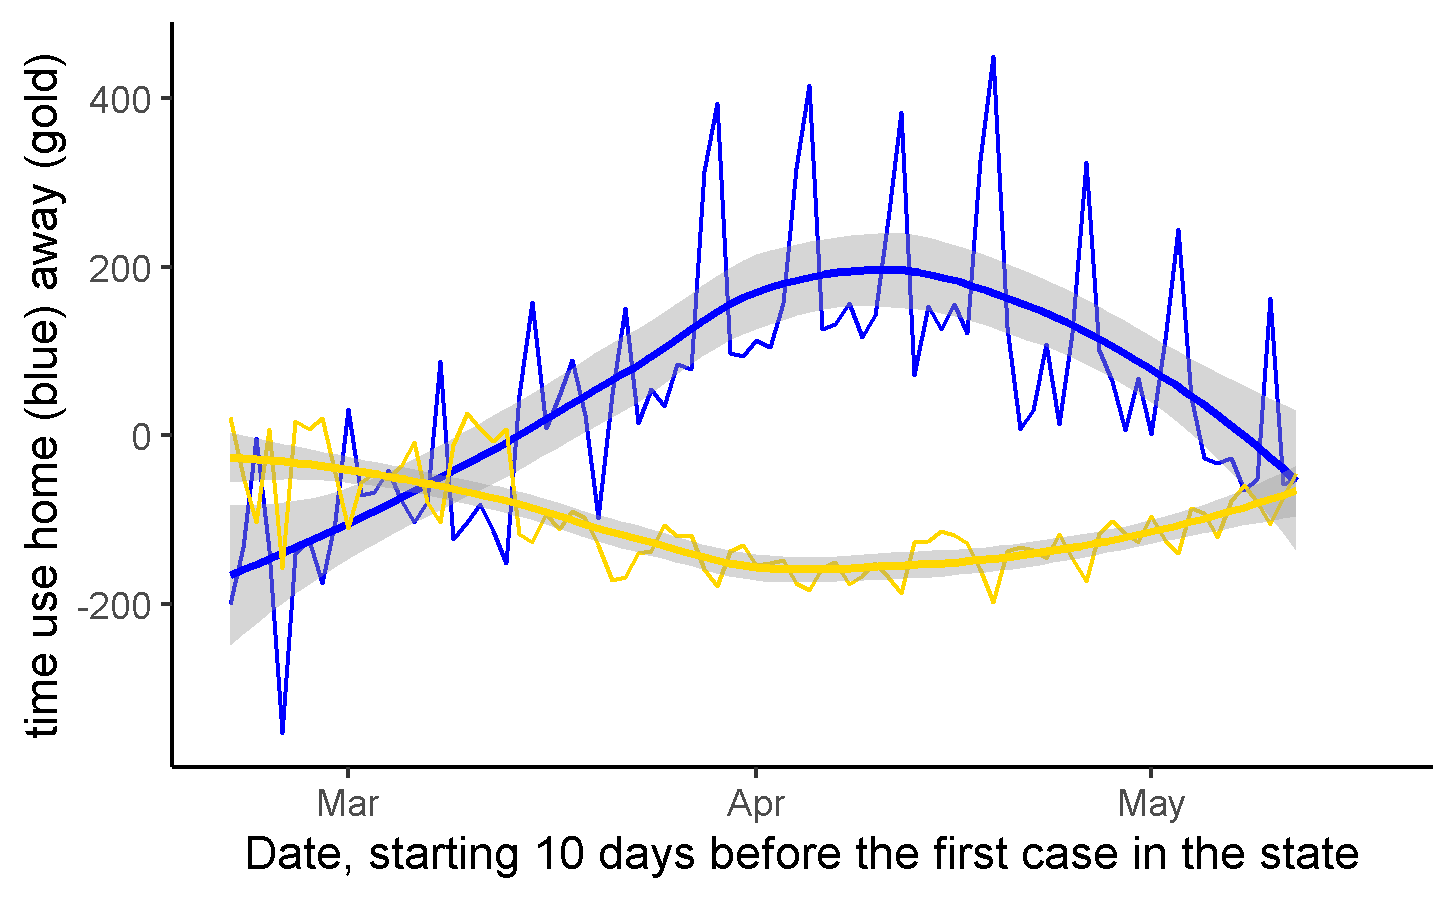 time use home (blue) away (gold)
400
200
0
-200
Mar Apr May
Date, starting 10 days before the first case in the state